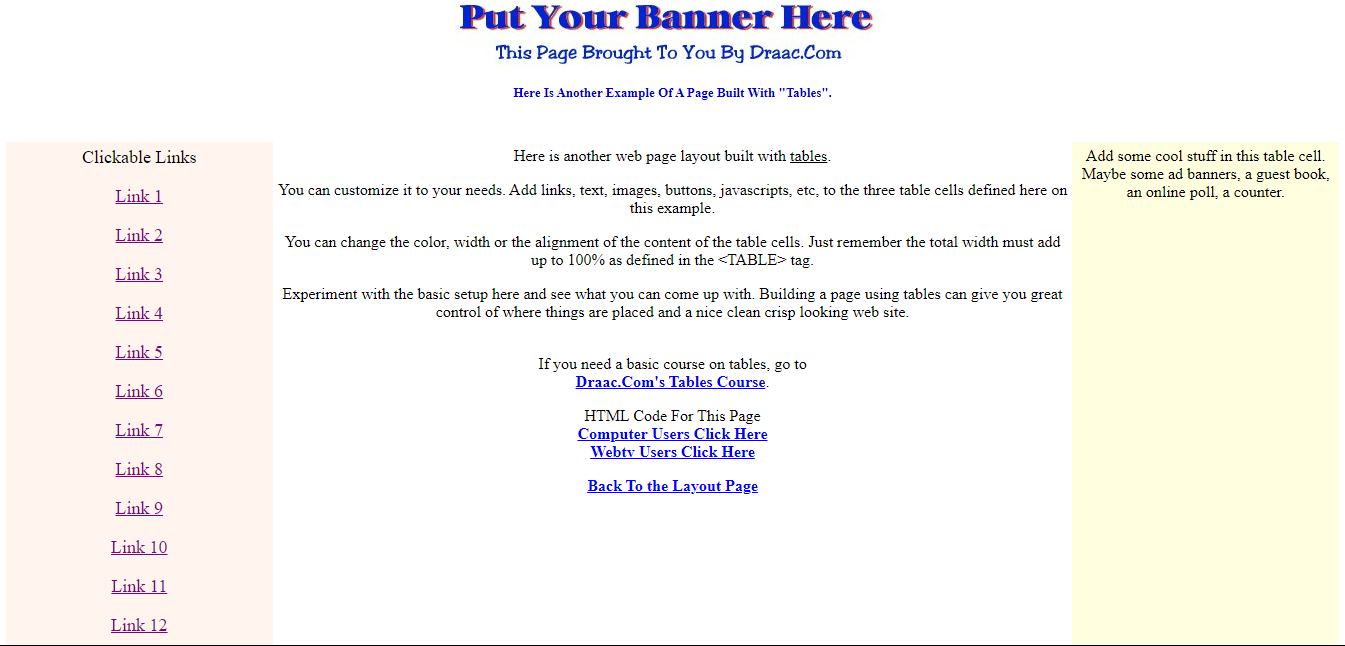 Put Your Banner Here
This Page Brought To You By Draac.Com
Here Is Another Example Of A Page Built With "Tables".
Clickable Links
Link 1
Link 2
Link 3
Link 4
Link 5
Link 6
Link 7
Link 8
Link 9
Link 10
Link 11
Link 12
Here is another web page layout built with tables.
You can customize it to your needs. Add links, text, images, buttons, javascripts, etc, to the three table cells defined here on
this example.
You can change the color, width or the alignment of the content of the table cells. Just remember the total width must add
up to 100% as defined in the <TABLE> tag.
Experiment with the basic setup here and see what you can come up with. Building a page using tables can give you great
control of where things are placed and a nice clean crisp looking web site.
If you need a basic course on tables, go to
Draac.Com's Tables Course.
HTML Code For This Page
Computer Users Click Here
Webtv Users Click Here
Back To the Layout Page
Add some cool stuff in this table cell.
Maybe some ad banners, a guest book,
an online poll, a counter.